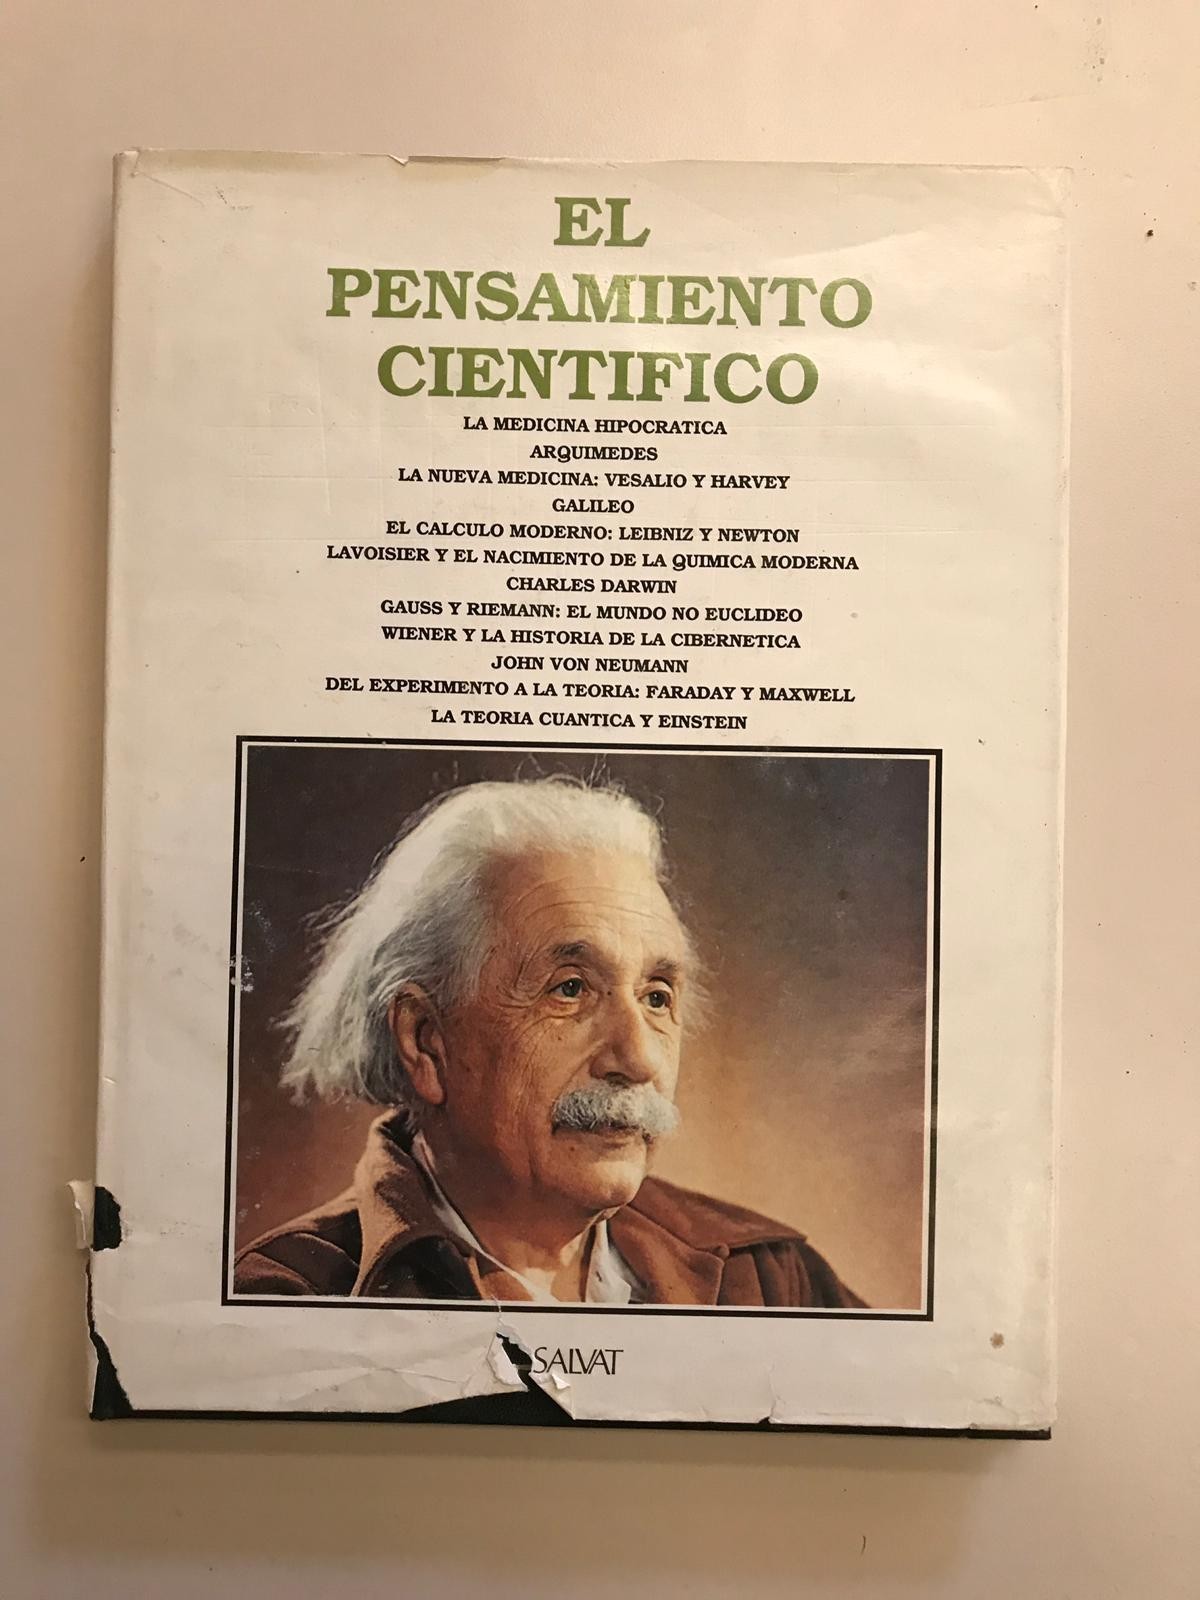 EL
PENSAMIENTO
CIENTIFICO
LA MEDICINA HIPOCRATICA
ARQUIMEDES
LA NUEVA MEDICINA: VESALIO Y HARVEY
GALILEO
EL CALCULO MODERNO: LEIBNIZ Y NEWTON
LAVOISIER Y EL NACIMIENTO DE LA QUIMICA MODERNA
CHARLES DARWIN
GAUSS Y RIEMANN: EL MUNDO NO EUCLIDEO
WIENER Y LA HISTORIA DE LA CIBERNETICA
JOHN VON NEUMANN
DEL EXPERIMENTO A LA TEORIA: FARADAY Y MAXWELL
LA TEORIA CUANTICA Y EINSTEIN
SALVAT